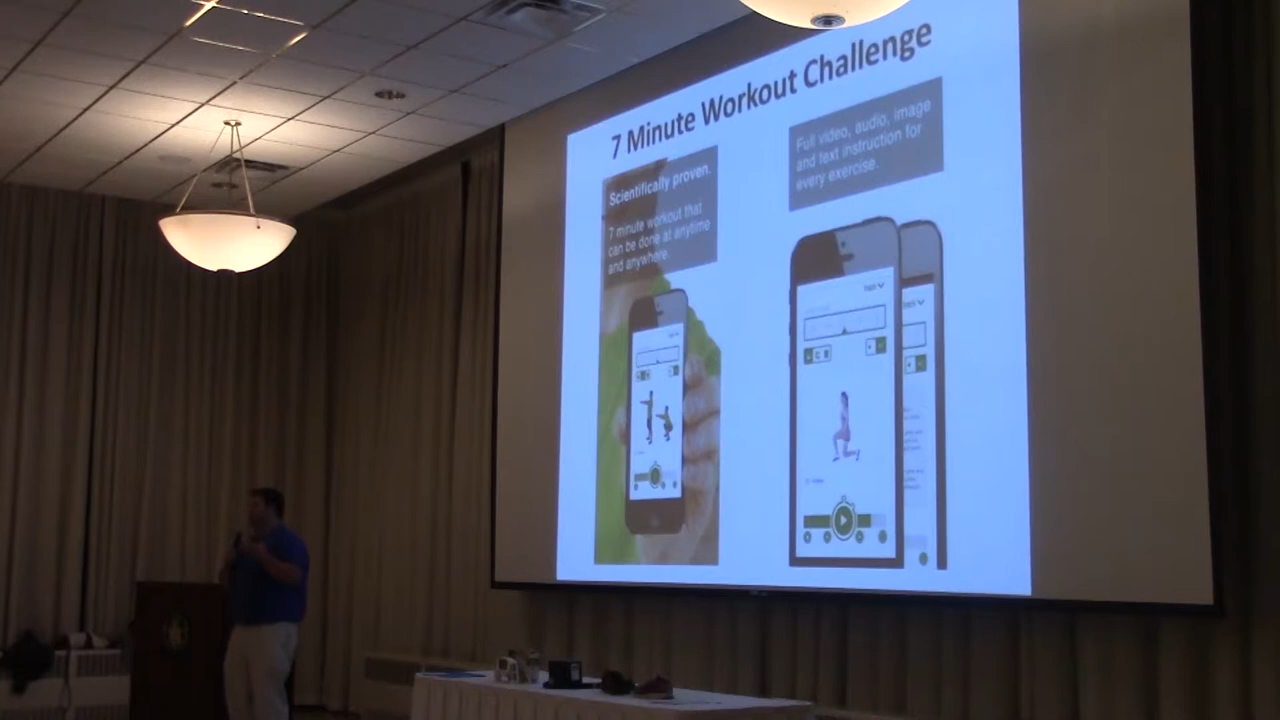 7 Minute Workout Challenge
Scientifically proven.
7 minute workout that
can be done at anytime
and anywhere.
Full video, audio, image
and text instruction for
every exercise.